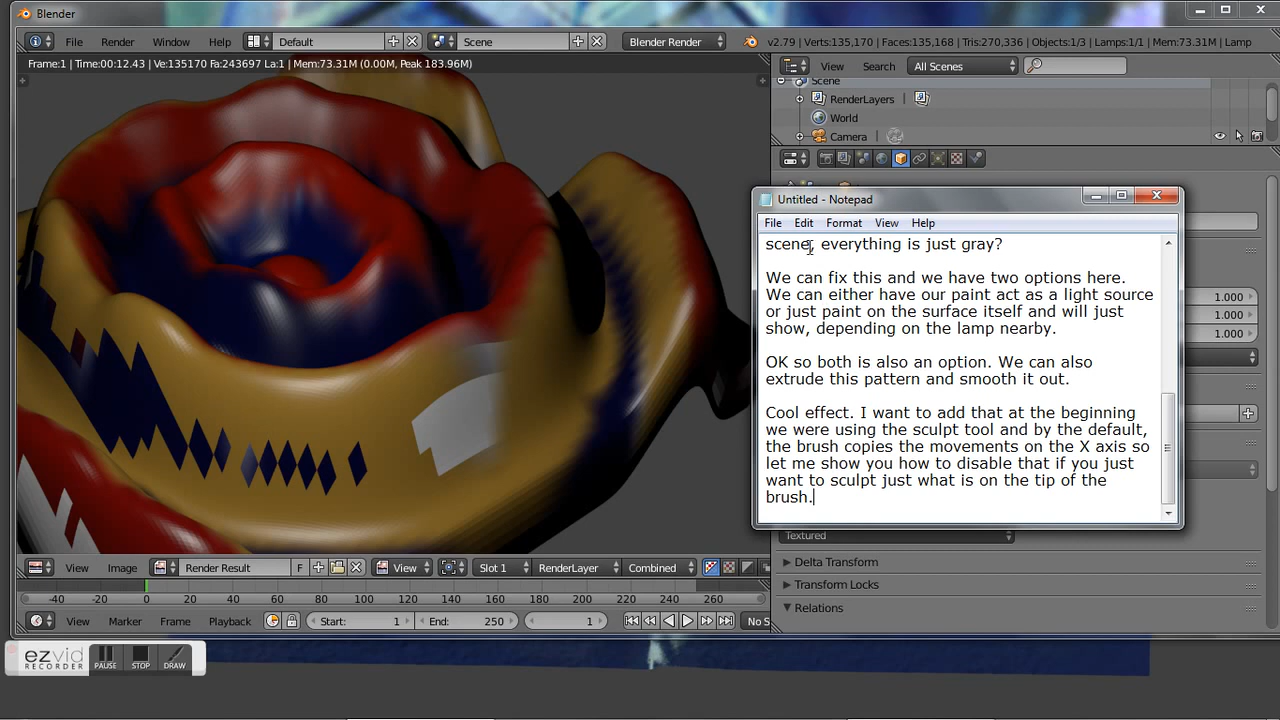 Blender
File Render Window Help Default Scene Blender Render v2.79 | Verts:135,170 | Faces:135,168 | Tris:270,336 | Objects:1/3 | Lamps:1/1 | Mem:73.31M | Lamp
Frame:1 | Time:00:12.43 | Ve:135170 Fa:243697 La:1 | Mem:73.31M (0.00M, Peak 183.96M)
View Search All Scenes
Scene
RenderLayers
World
Camera
Untitled - Notepad
File Edit Format View Help
scene, everything is just gray?
We can fix this and we have two options here.
We can either have our paint act as a light source
or just paint on the surface itself and will just
show, depending on the lamp nearby.
OK so both is also an option. We can also
extrude this pattern and smooth it out.
Cool effect. I want to add that at the beginning
we were using the sculpt tool and by the default,
the brush copies the movements on the X axis so
let me show you how to disable that if you just
want to sculpt just what is on the tip of the
brush.
1.000
1.000
1.000
Textured
Delta Transform
Transform Locks
Relations
View Image Render Result F View Slot 1 RenderLayer Combined
-40 -20 0 20 40 60 80 100 120 140 160 180 200 220 240 260
View Marker Frame Playback Start: 1 End: 250 1 No S
ezvid
RECORDER
PAUSE STOP DRAW